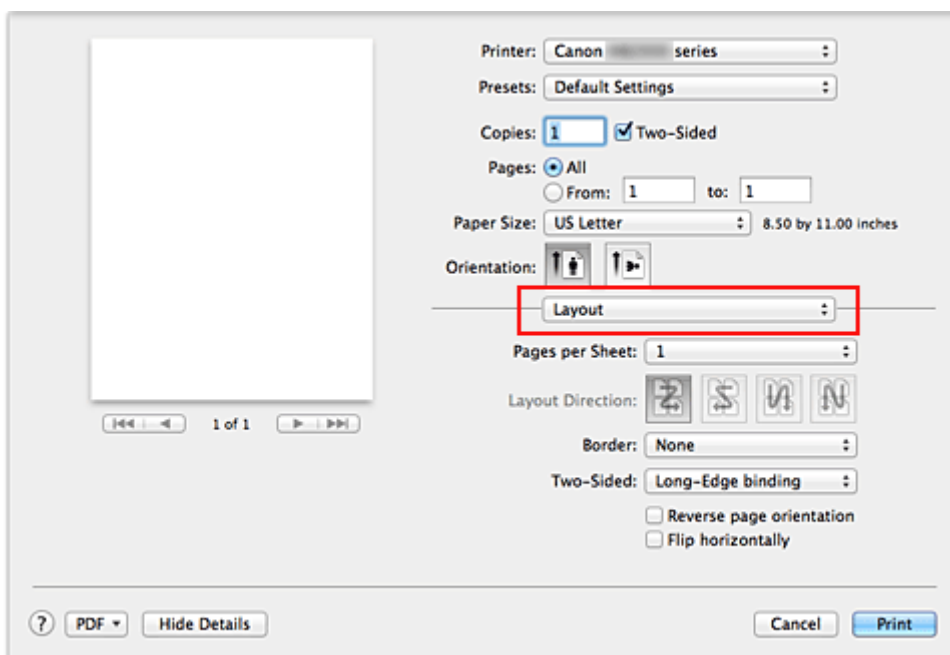 Printer: Canon series
Presets: Default Settings
Copies: 1 Two-Sided
Pages: All
From: 1 to: 1
Paper Size: US Letter 8.50 by 11.00 inches
Orientation:
Layout
Pages per Sheet: 1
Layout Direction:
Border: None
Two-Sided: Long-Edge binding
Reverse page orientation
Flip horizontally
1 of 1
? PDF Hide Details Cancel Print